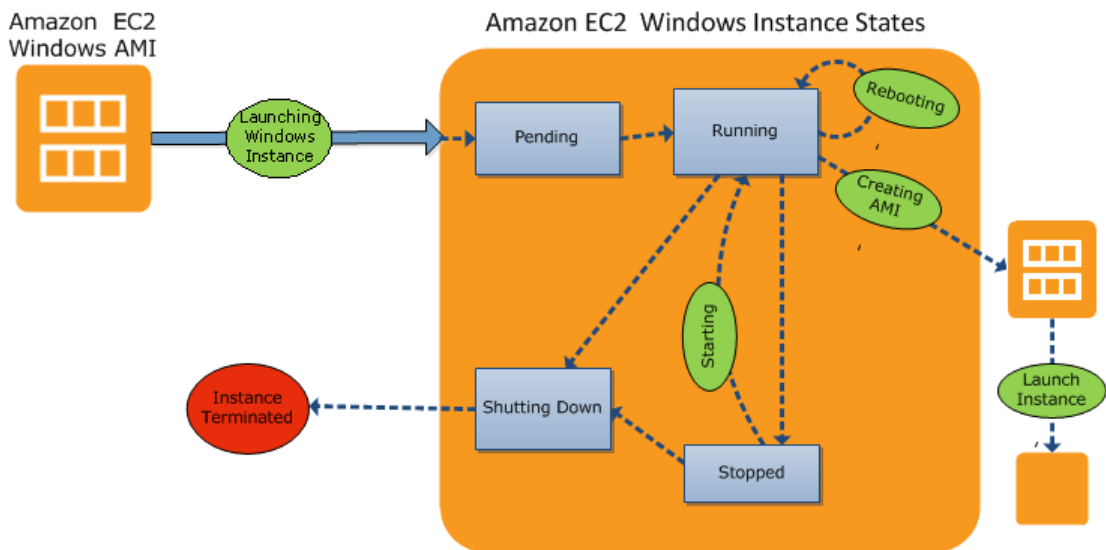 Amazon EC2
Windows AMI
Amazon EC2 Windows Instance States
Launching
Windows
Instance
Pending
Running
Rebooting
Creating
AMI
Starting
Launch
Instance
Instance
Terminated
Shutting Down
Stopped